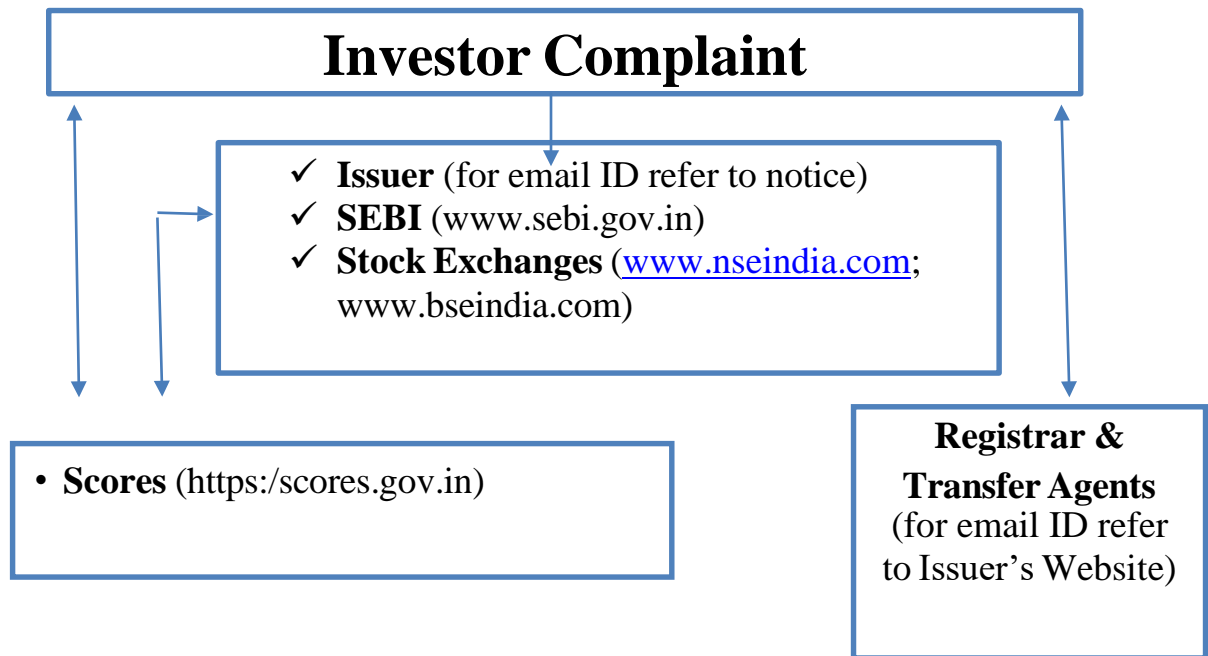 Investor Complaint
✓ Issuer (for email ID refer to notice)
✓ SEBI (www.sebi.gov.in)
✓ Stock Exchanges (www.nseindia.com;
www.bseindia.com)
• Scores (https:/scores.gov.in)
Registrar &
Transfer Agents
(for email ID refer
to Issuer’s Website)